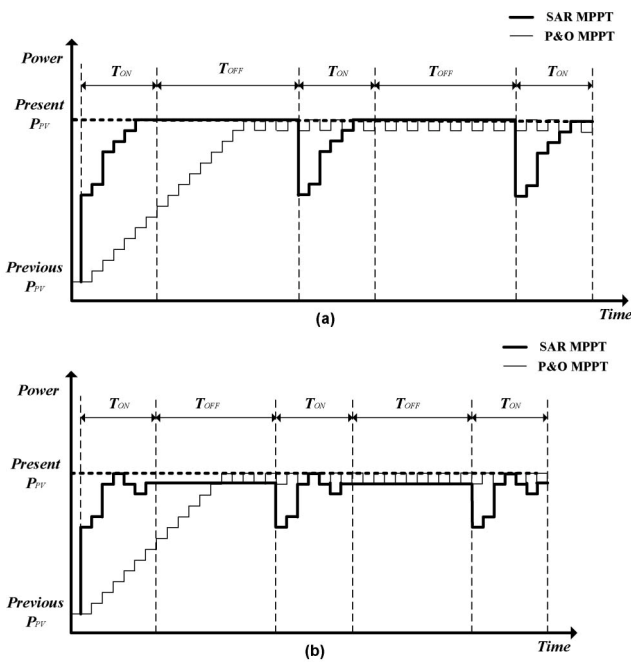 SAR MPPT
P&O MPPT
Power
TON
TOFF
TON
TOFF
TON
Present
PPV
Previous
PPV
Time
(a)
SAR MPPT
P&O MPPT
Power
TON
TOFF
TON
TOFF
TON
Present
PPV
Previous
PPV
Time
(b)